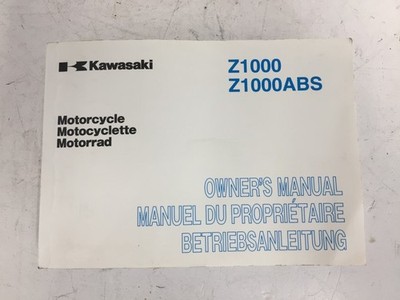 Kawasaki
Z1000
Z1000ABS
Motorcycle
Motocyclette
Motorrad
OWNER'S MANUAL
MANUEL DU PROPRIÉTAIRE
BETRIEBSANLEITUNG